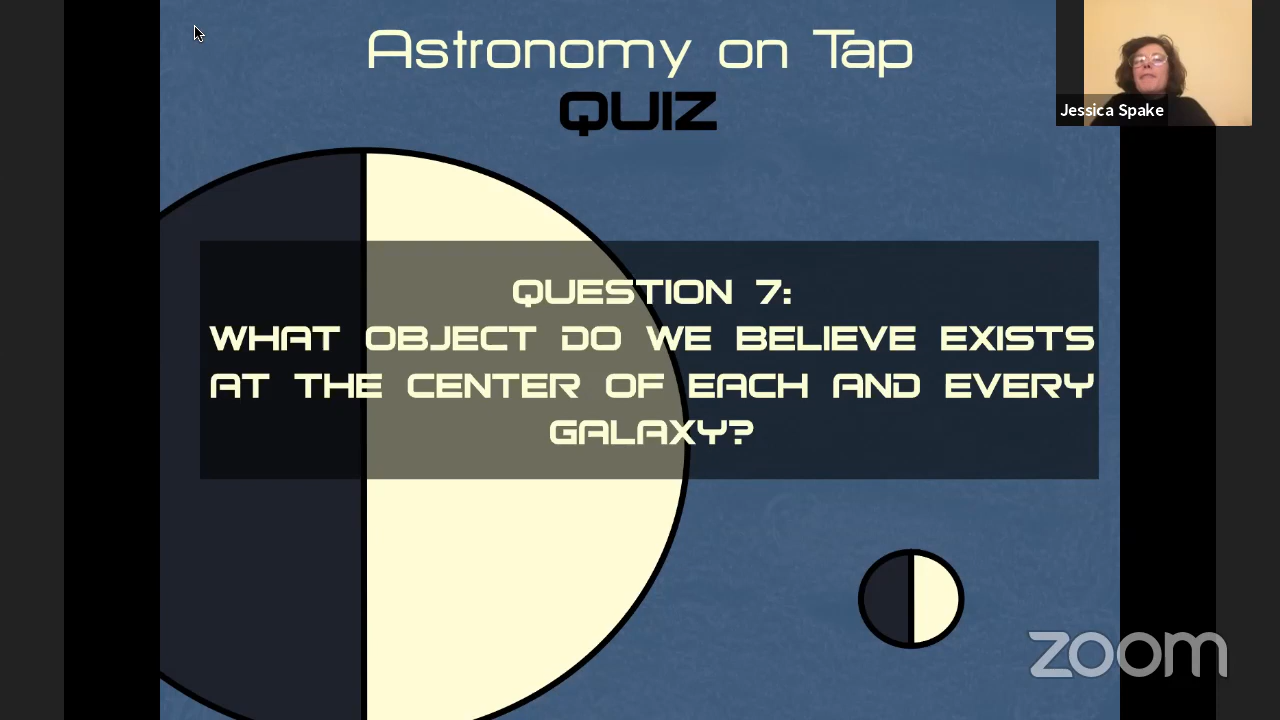 Astronomy on Tap
QUIZ
Jessica Spake
QUESTION 7:
WHAT OBJECT DO WE BELIEVE EXISTS
AT THE CENTER OF EACH AND EVERY
GALAXY?
zoom